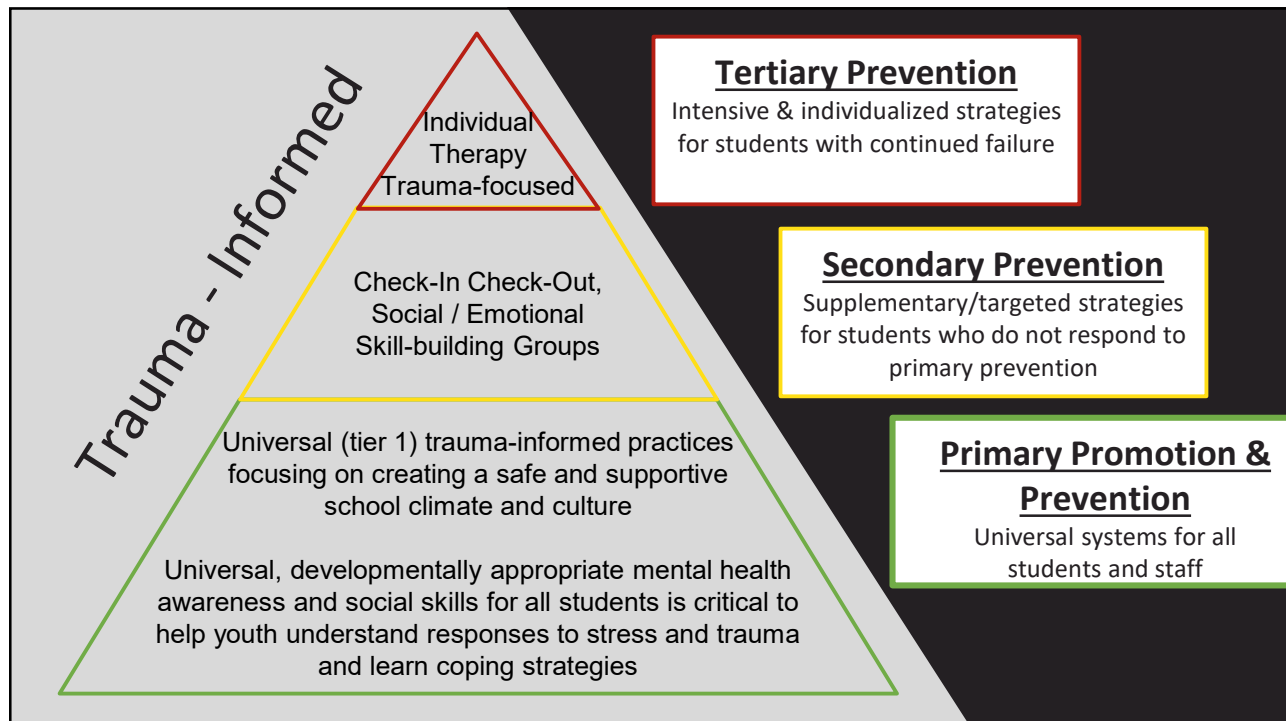 Trauma - Informed
Individual
Therapy
Trauma-focused
Check-In Check-Out,
Social / Emotional
Skill-building Groups
Universal (tier 1) trauma-informed practices
focusing on creating a safe and supportive
school climate and culture
Universal, developmentally appropriate mental health
awareness and social skills for all students is critical to
help youth understand responses to stress and trauma
and learn coping strategies
Tertiary Prevention
Intensive & individualized strategies
for students with continued failure
Secondary Prevention
Supplementary/targeted strategies
for students who do not respond to
primary prevention
Primary Promotion &
Prevention
Universal systems for all
students and staff